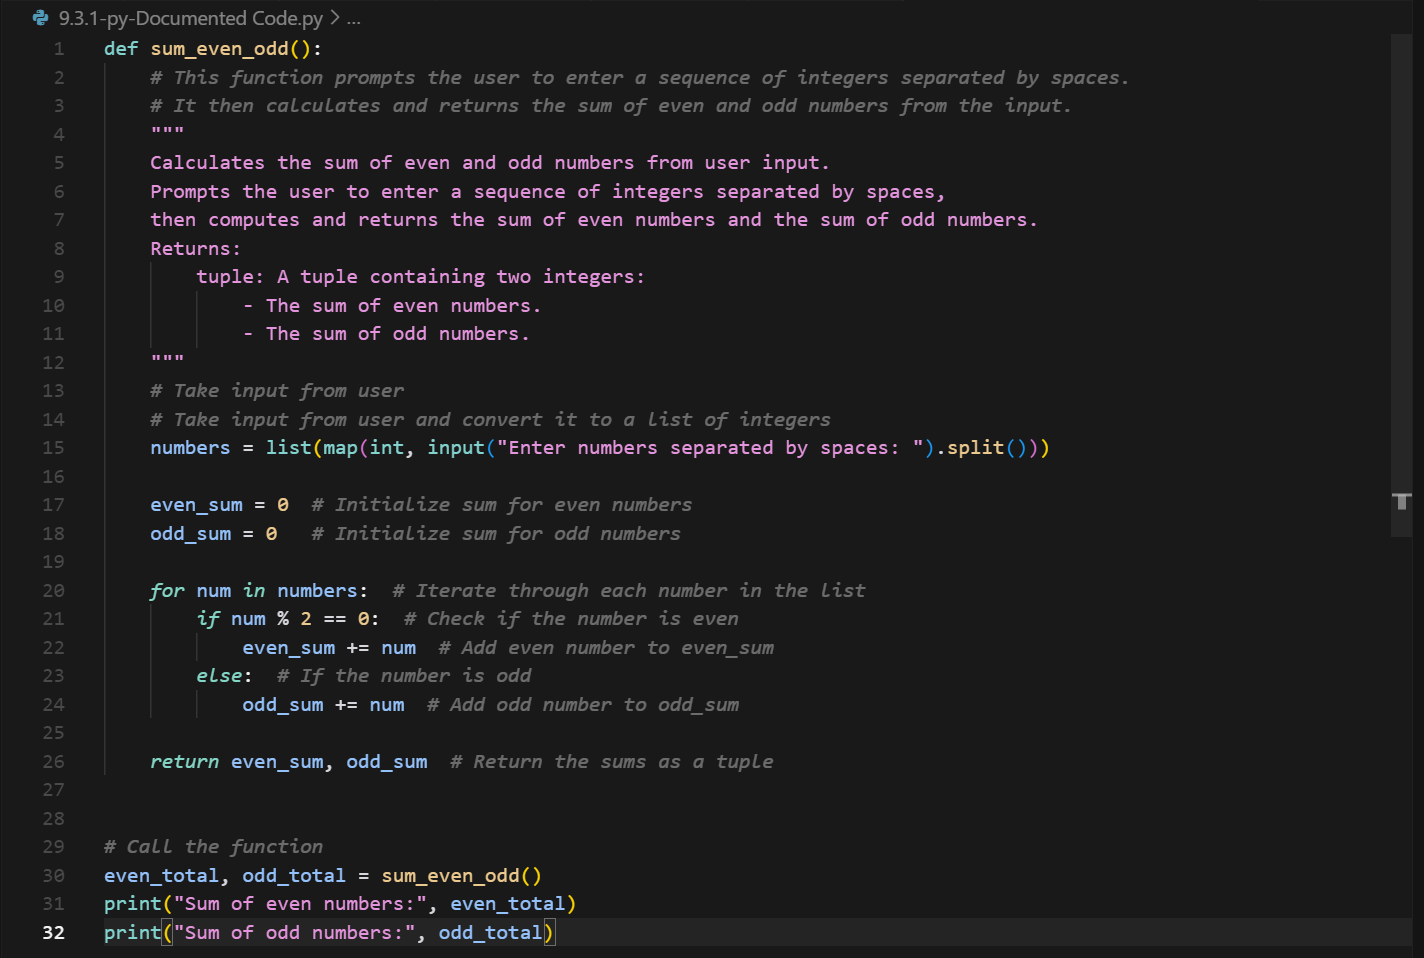 9.3.1-py-Documented Code.py > ...
1 def sum_even_odd():
2     # This function prompts the user to enter a sequence of integers separated by spaces.
3     # It then calculates and returns the sum of even and odd numbers from the input.
4     """
5     Calculates the sum of even and odd numbers from user input.
6     Prompts the user to enter a sequence of integers separated by spaces,
7     then computes and returns the sum of even numbers and the sum of odd numbers.
8     Returns:
9         tuple: A tuple containing two integers:
10             - The sum of even numbers.
11             - The sum of odd numbers.
12     """
13     # Take input from user
14     # Take input from user and convert it to a list of integers
15     numbers = list(map(int, input("Enter numbers separated by spaces: ").split()))
16
17     even_sum = 0  # Initialize sum for even numbers
18     odd_sum = 0   # Initialize sum for odd numbers
19
20     for num in numbers:  # Iterate through each number in the list
21         if num % 2 == 0:  # Check if the number is even
22             even_sum += num  # Add even number to even_sum
23         else:  # If the number is odd
24             odd_sum += num  # Add odd number to odd_sum
25
26     return even_sum, odd_sum  # Return the sums as a tuple
27
28
29 # Call the function
30 even_total, odd_total = sum_even_odd()
31 print("Sum of even numbers:", even_total)
32 print("Sum of odd numbers:", odd_total)